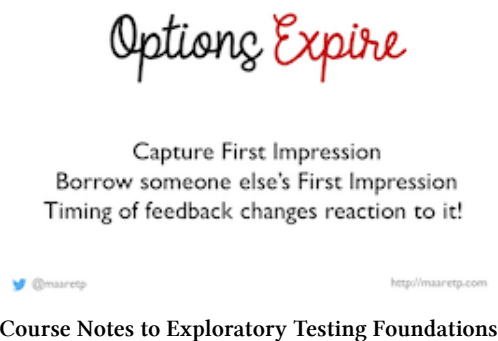 Options Expire
Capture First Impression
Borrow someone else's First Impression
Timing of feedback changes reaction to it!
@maaretp
http://maaretp.com
Course Notes to Exploratory Testing Foundations